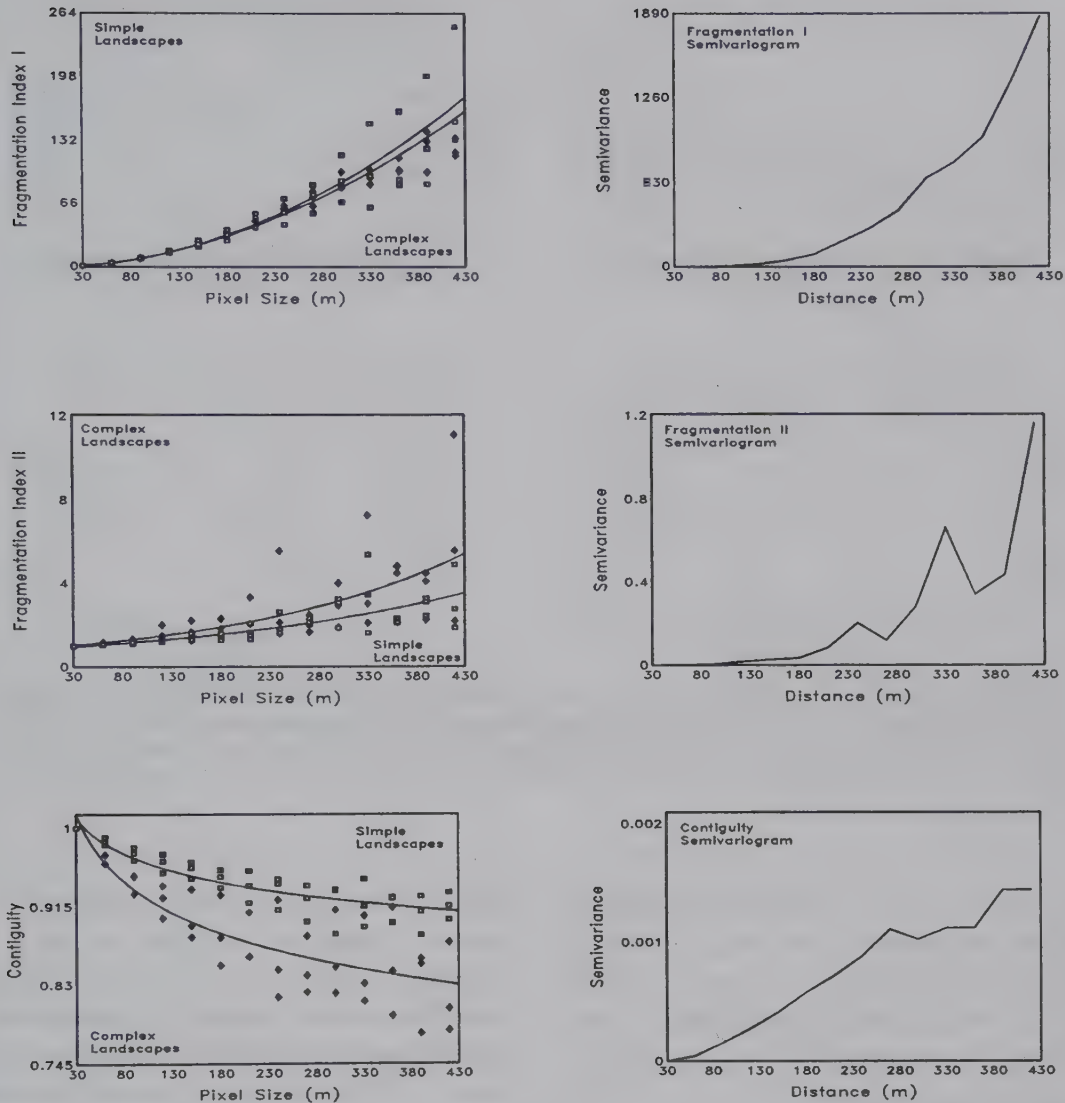 264
198
132
66
0
Fragmentation Index I
Simple
Landscapes
Complex
Landscapes
30 80 130 180 230 280 330 380 430
Pixel Size (m)
1890
1260
630
0
Semivariance
Fragmentation I
Semivariogram
30 80 130 180 230 280 330 380 430
Distance (m)
12
8
4
0
Fragmentation Index II
Complex
Landscapes
Simple
Landscapes
30 80 130 180 230 280 330 380 430
Pixel Size (m)
1.2
0.8
0.4
0
Semivariance
Fragmentation II
Semivariogram
30 80 130 180 230 280 330 380 430
Distance (m)
1
0.915
0.83
0.745
Contiguity
Simple
Landscapes
Complex
Landscapes
30 80 130 180 230 280 330 380 430
Pixel Size (m)
0.002
0.001
0
Semivariance
Contiguity
Semivariogram
30 80 130 180 230 280 330 380 430
Distance (m)